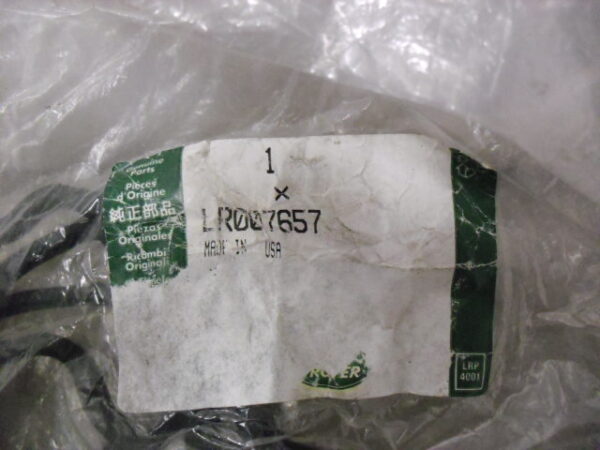 Genuine
Parts
Pièces
d'Origine
純正部品
Piezas
Originales
Ricambi
Originali
1
×
LR007657
MADE IN USA
ROVER
LRP
4001